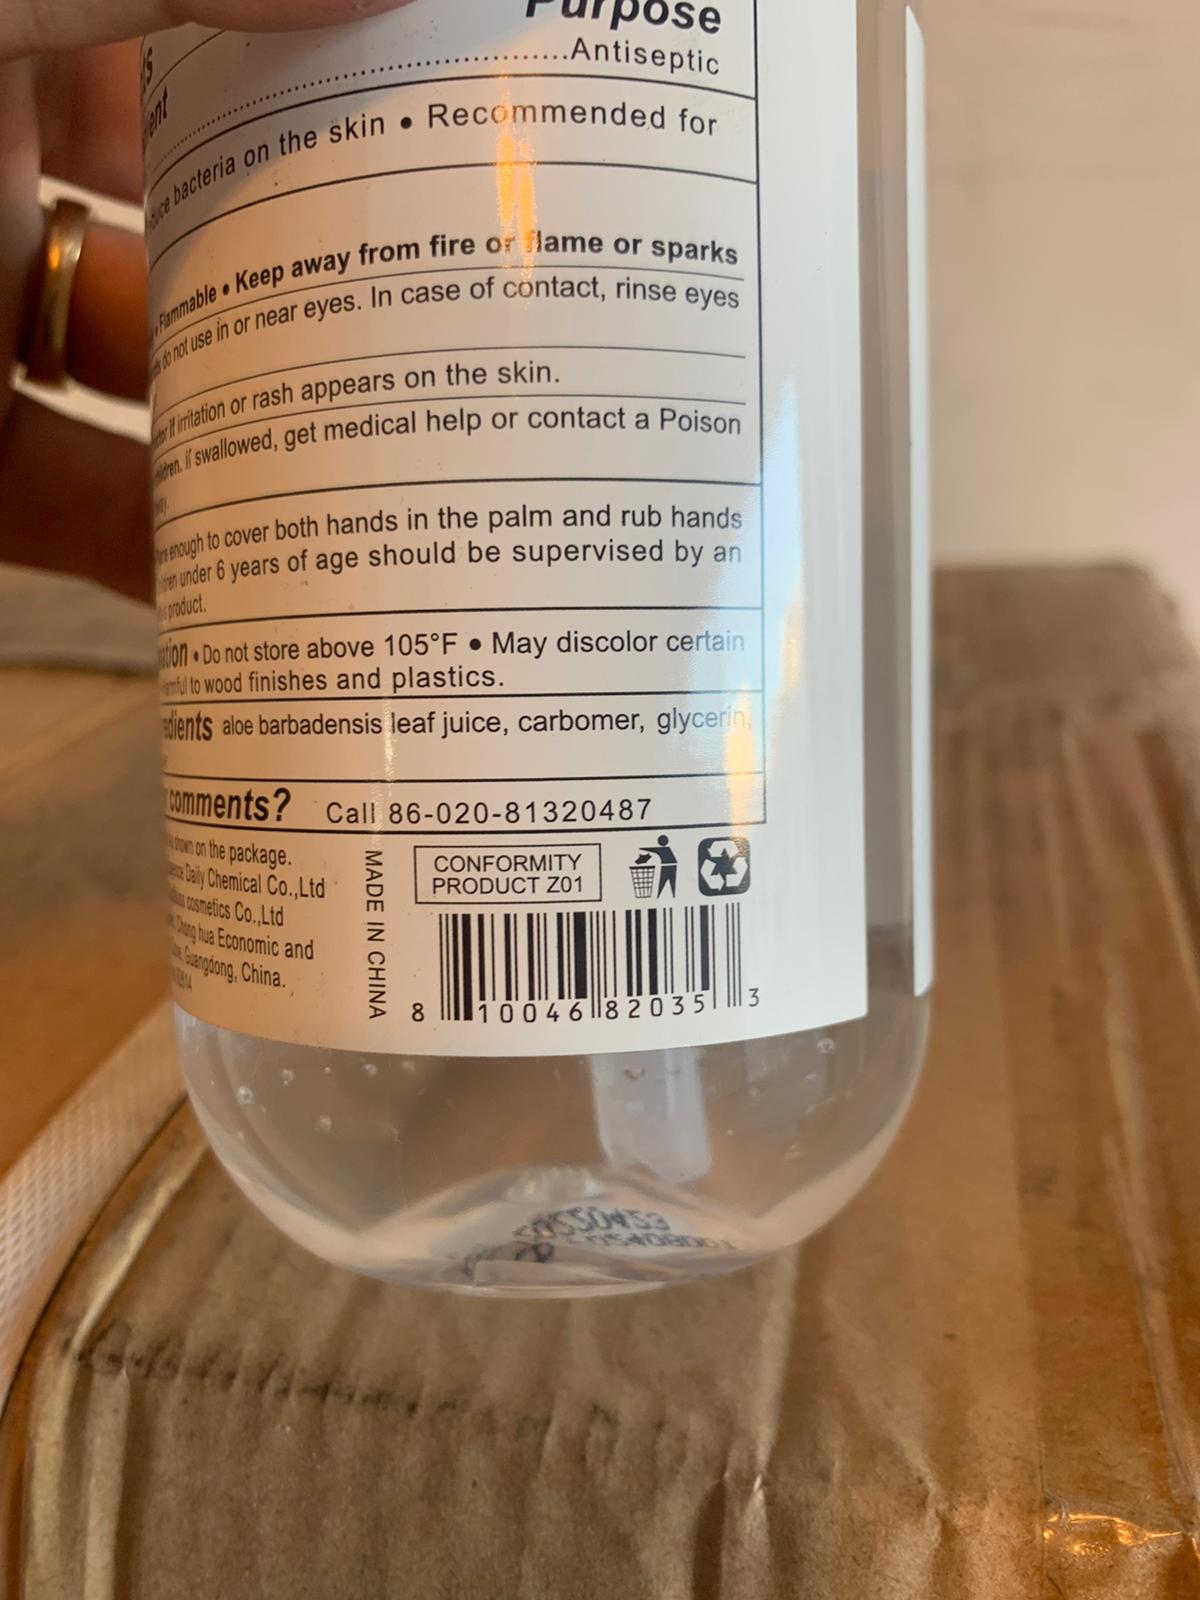 Purpose
Antiseptic
bacteria on the skin • Recommended for
• Flammable • Keep away from fire or flame or sparks
do not use in or near eyes. In case of contact, rinse eyes
if irritation or rash appears on the skin.
if swallowed, get medical help or contact a Poison
enough to cover both hands in the palm and rub hands
under 6 years of age should be supervised by an
product.
• Do not store above 105°F • May discolor certain
to wood finishes and plastics.
aloe barbadensis leaf juice, carbomer, glycerin,
comments? Call 86-020-81320487
shown on the package.
Daily Chemical Co.,Ltd
cosmetics Co.,Ltd
hua Economic and
Guangdong, China.
MADE IN CHINA
CONFORMITY
PRODUCT Z01
8 10046 82035 3